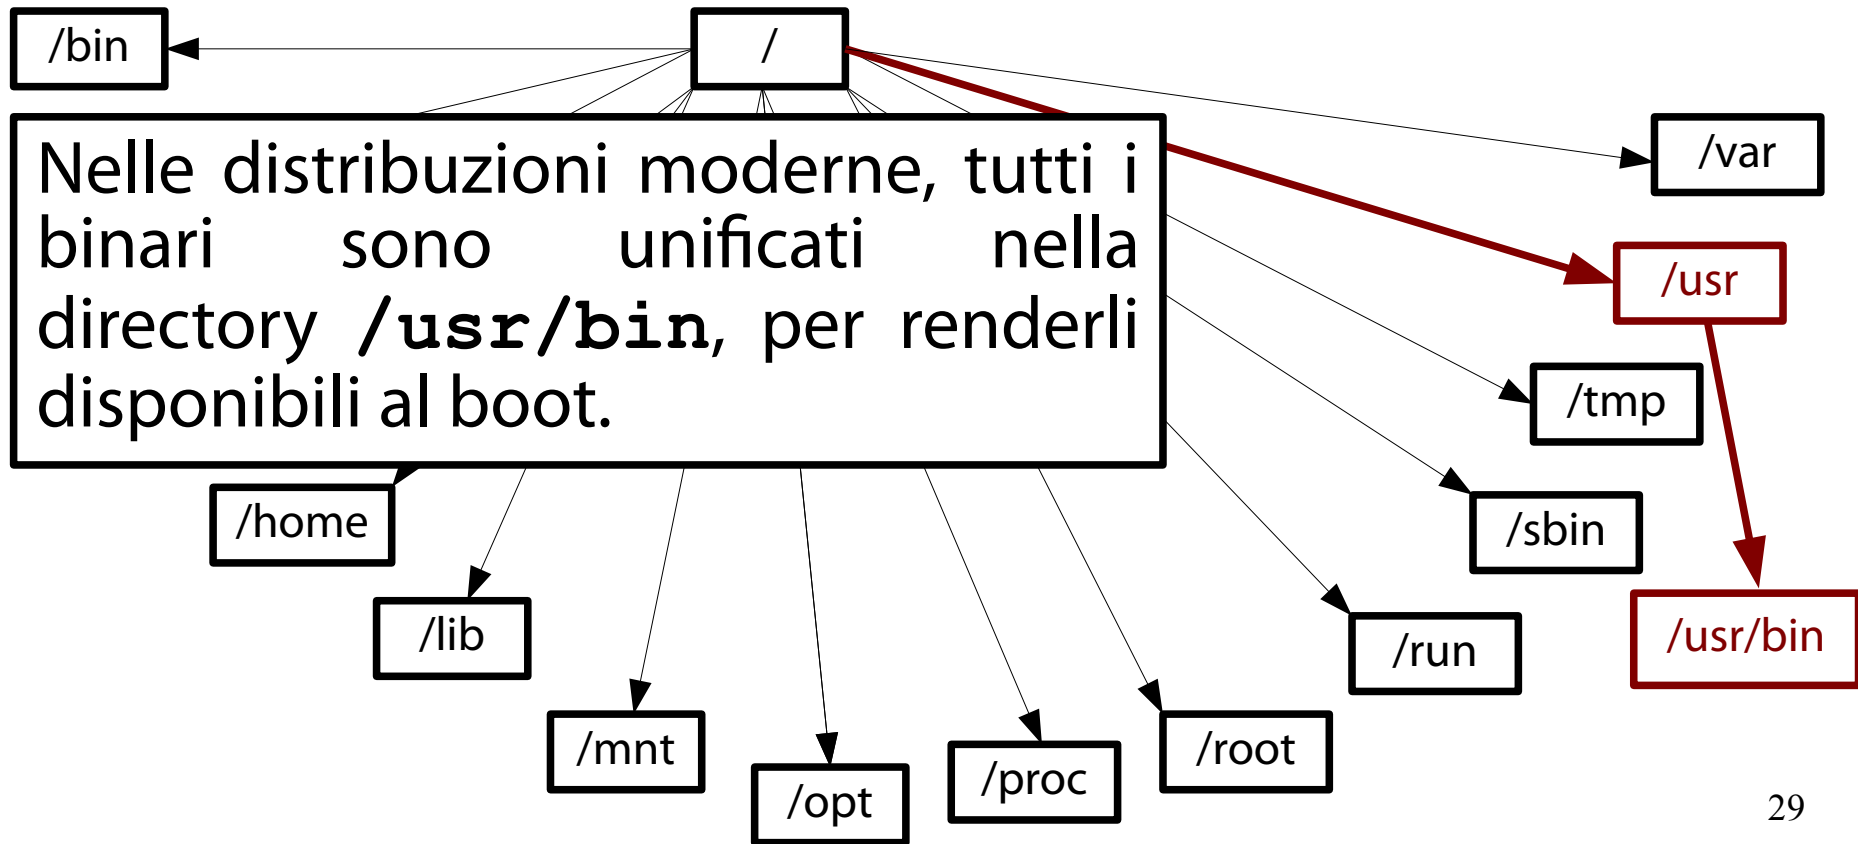 /bin
/
Nelle distribuzioni moderne, tutti i
binari sono unificati nella
directory /usr/bin, per renderli
disponibili al boot.
/var
/usr
/tmp
/home
/sbin
/lib
/run
/usr/bin
/mnt
/opt
/proc
/root
29